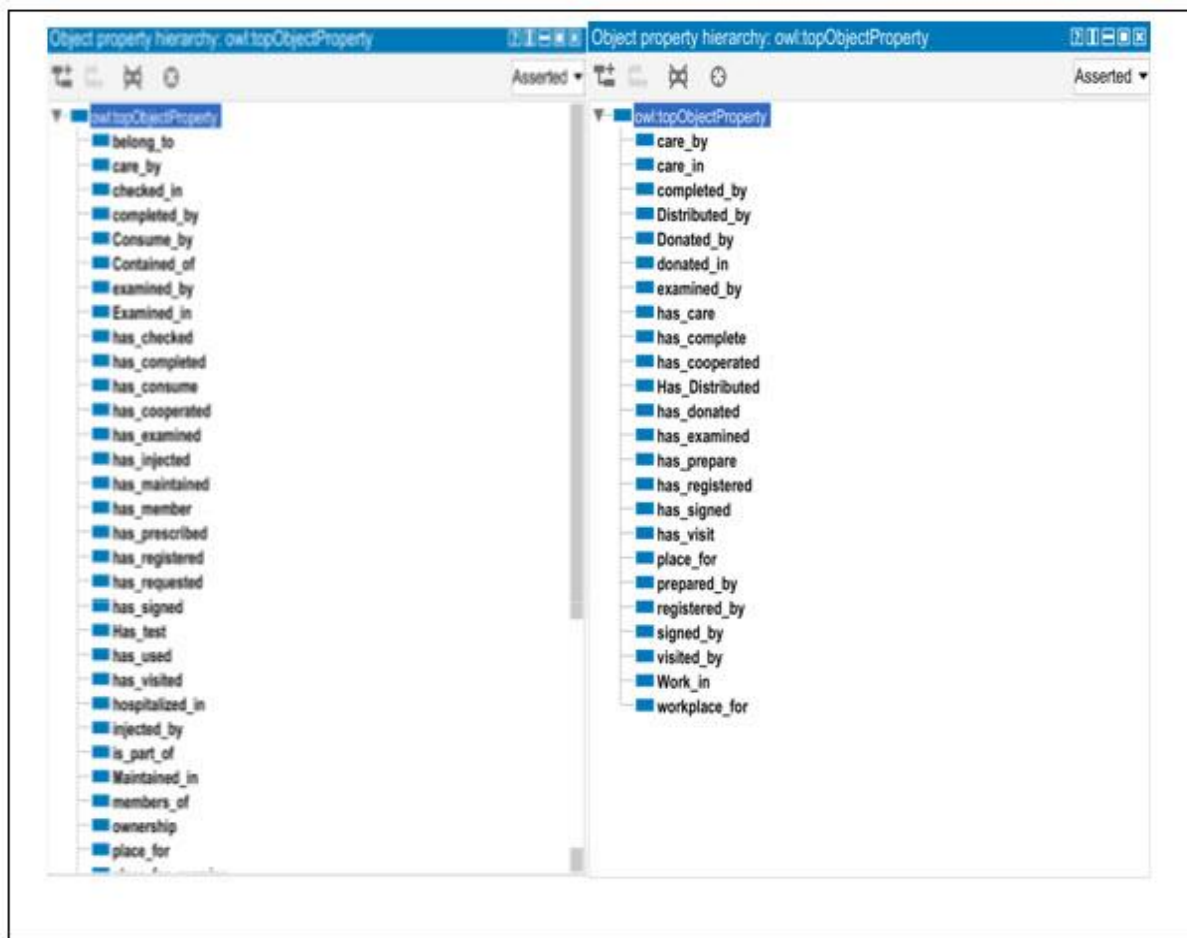 Object property hierarchy: owl:topObjectProperty
Asserted
owl:topObjectProperty
belong_to
care_by
checked_in
completed_by
Consume_by
Contained_of
examined_by
Examined_in
has_checked
has_completed
has_consume
has_cooperated
has_examined
has_injected
has_maintained
has_member
has_prescribed
has_registered
has_requested
has_signed
Has_test
has_used
has_visited
hospitalized_in
injected_by
is_part_of
Maintained_in
members_of
ownership
place_for
Object property hierarchy: owl:topObjectProperty
Asserted
owl:topObjectProperty
care_by
care_in
completed_by
Distributed_by
Donated_by
donated_in
examined_by
has_care
has_complete
has_cooperated
Has_Distributed
has_donated
has_examined
has_prepare
has_registered
has_signed
has_visit
place_for
prepared_by
registered_by
signed_by
visited_by
Work_in
workplace_for